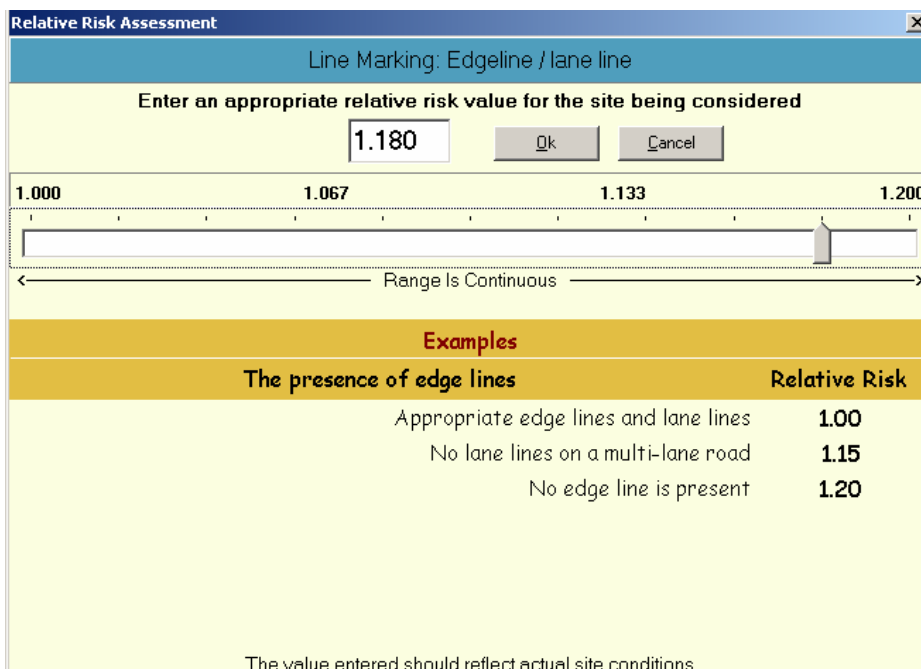 Relative Risk Assessment
Line Marking: Edgeline / lane line
Enter an appropriate relative risk value for the site being considered
1.180 Ok Cancel
1.000 1.067 1.133 1.200
Range Is Continuous
Examples
The presence of edge lines Relative Risk
Appropriate edge lines and lane lines 1.00
No lane lines on a multi-lane road 1.15
No edge line is present 1.20
The value entered should reflect actual site conditions